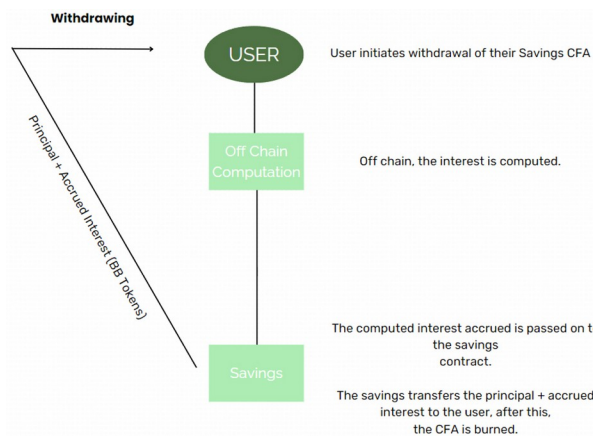 Withdrawing
USER
User initiates withdrawal of their Savings CFA
Principal + Accrued Interest (BB Tokens)
Off Chain
Computation
Off chain, the interest is computed.
The computed interest accrued is passed on t
the savings
contract.
Savings
The savings transfers the principal + accrued
interest to the user, after this,
the CFA is burned.